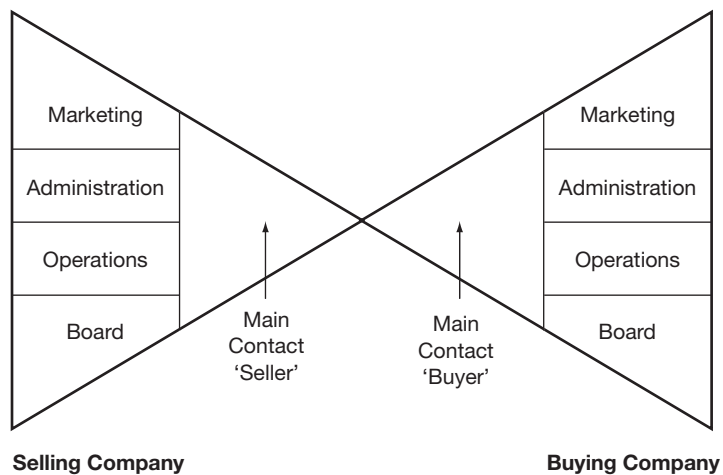 Marketing
Administration
Operations
Board
Main
Contact
‘Seller’
Main
Contact
‘Buyer’
Marketing
Administration
Operations
Board
Selling Company
Buying Company